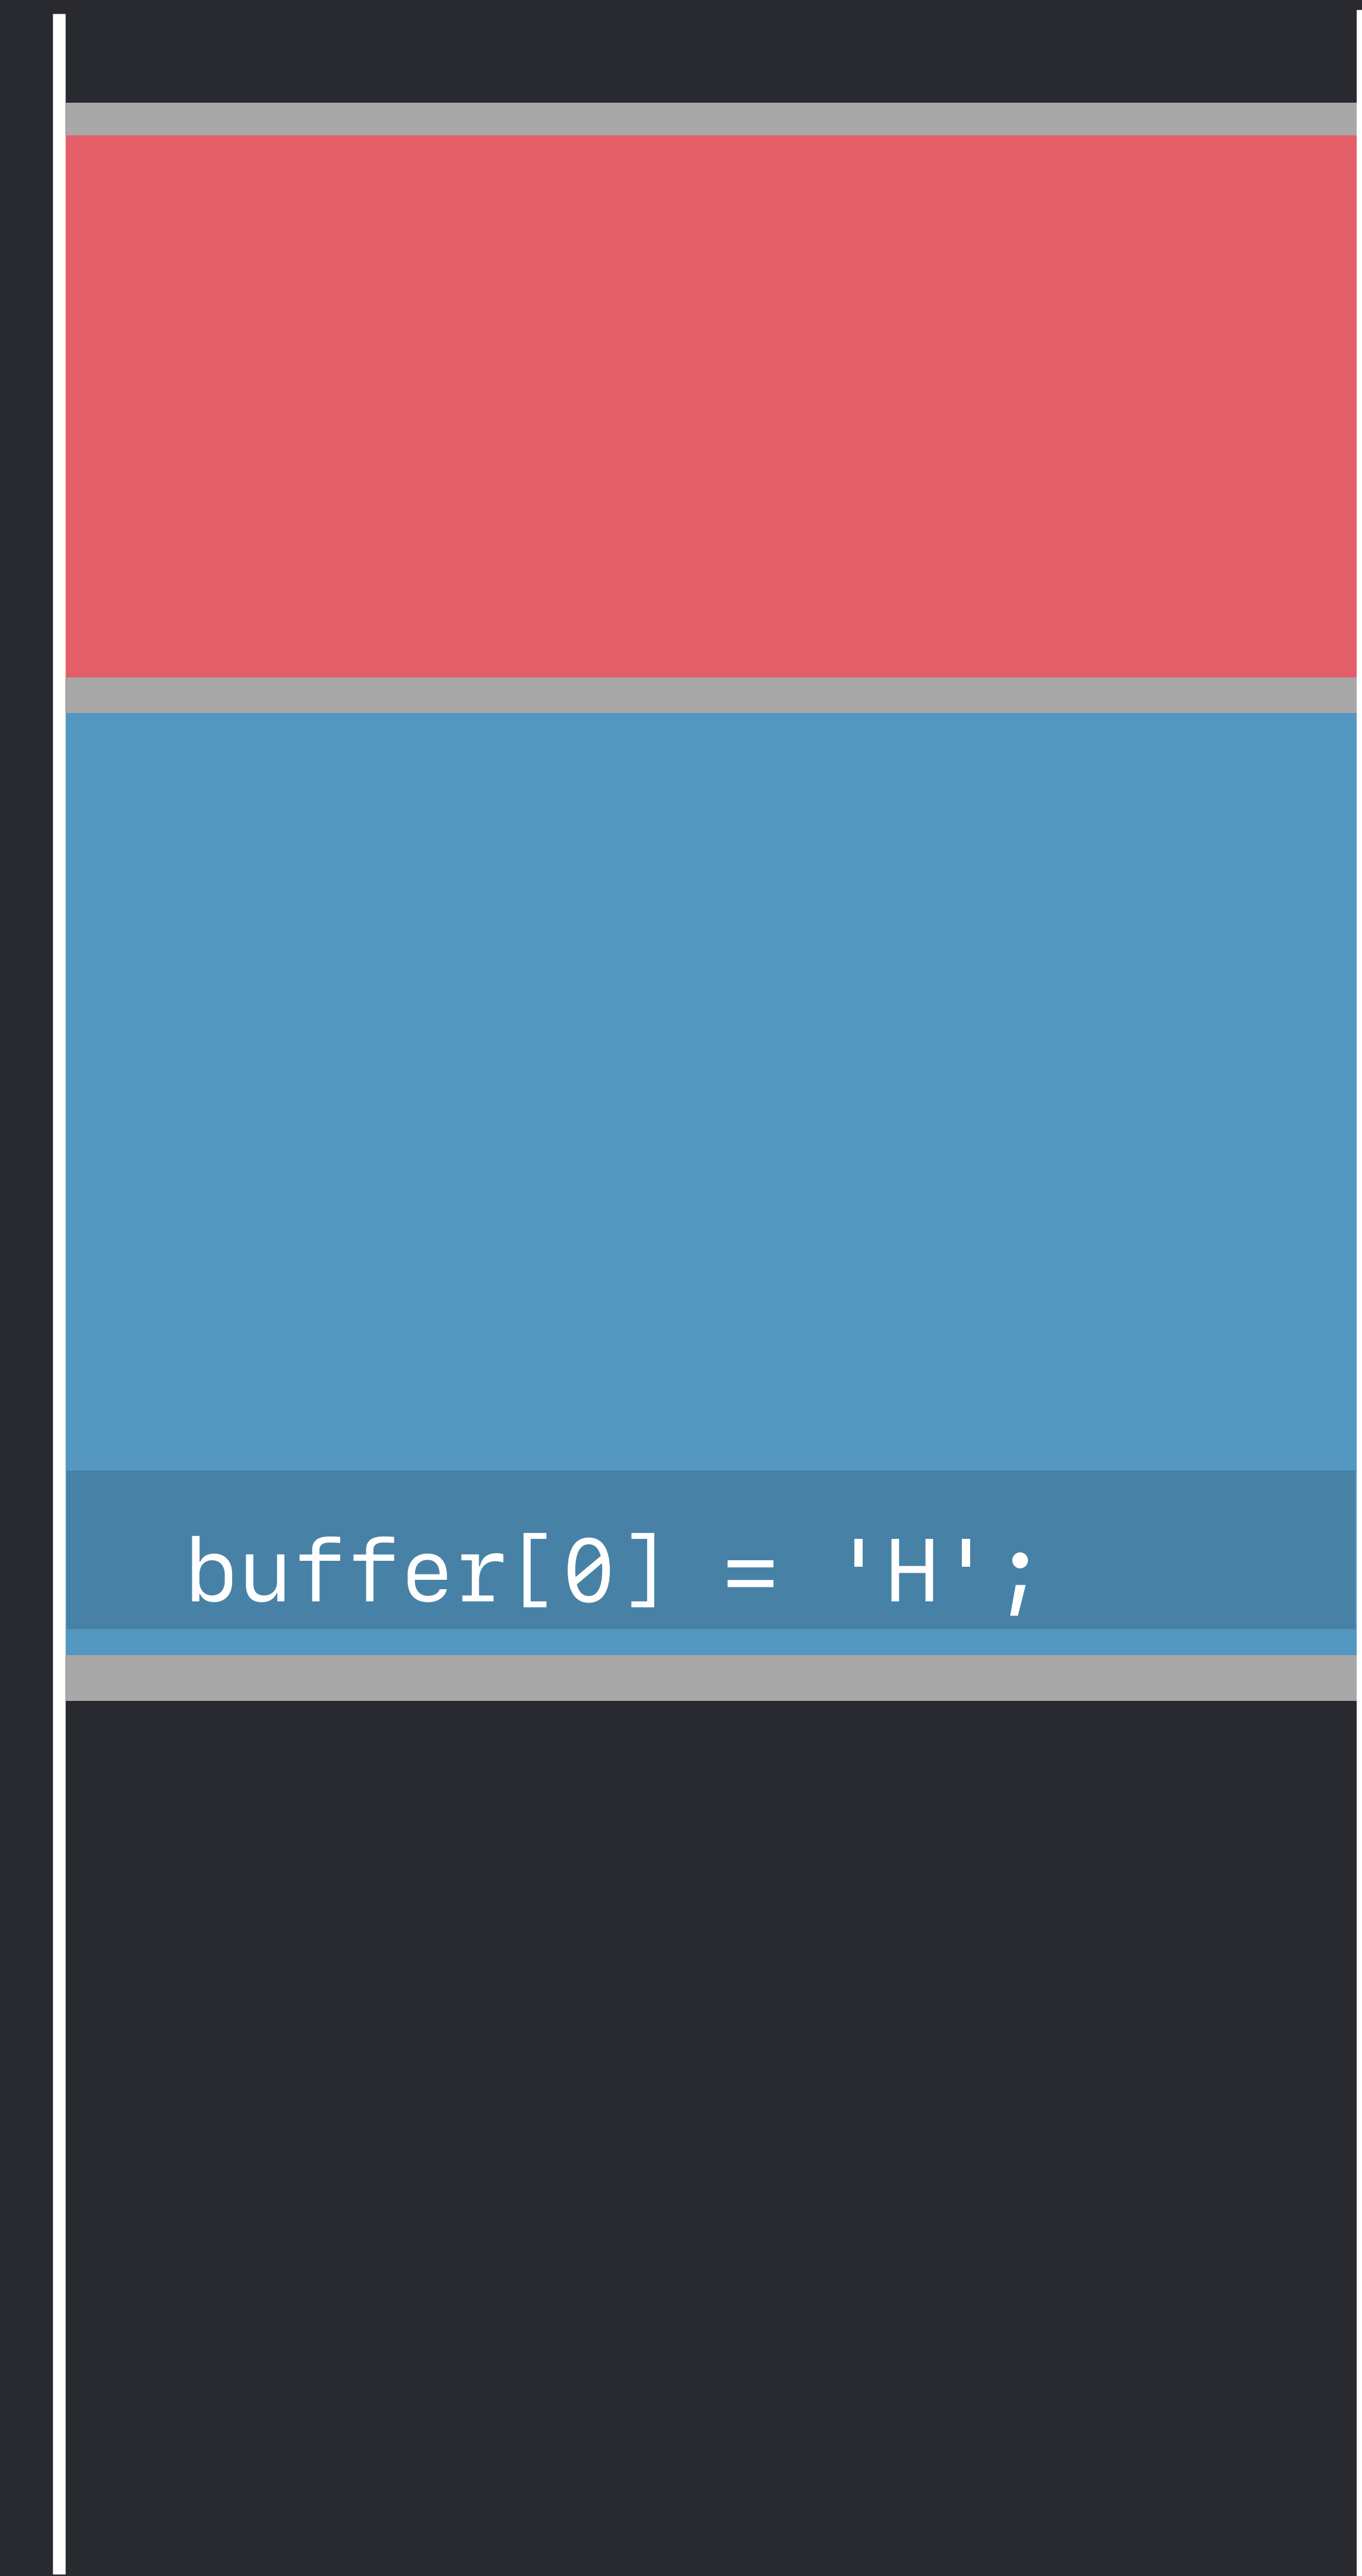 buffer[0] = 'H';